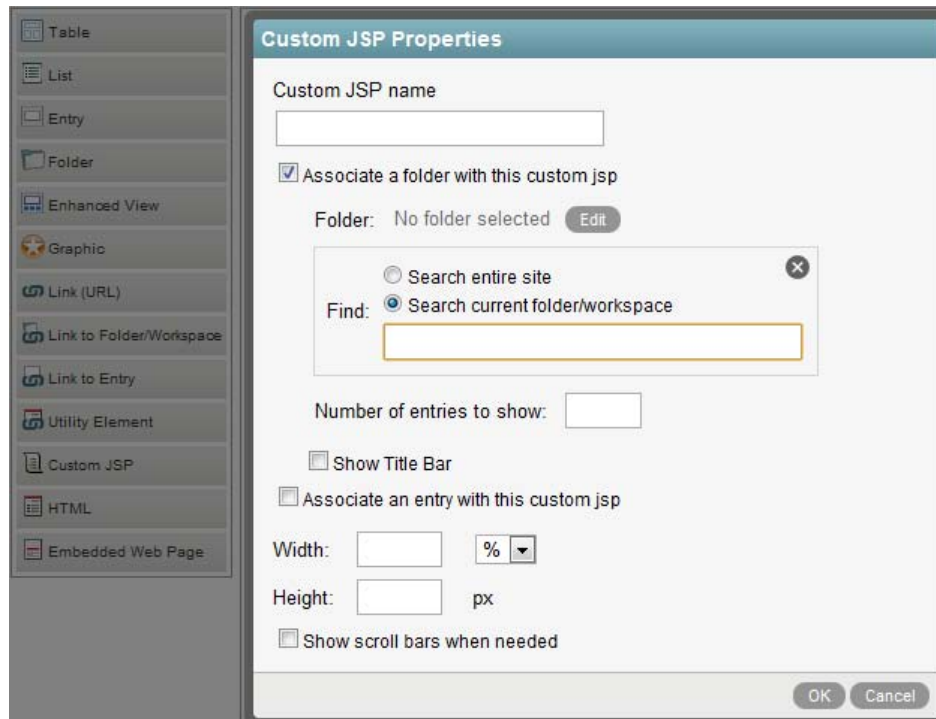 Table
List
Entry
Folder
Enhanced View
Graphic
Link (URL)
Link to Folder/Workspace
Link to Entry
Utility Element
Custom JSP
HTML
Embedded Web Page
Custom JSP Properties
Custom JSP name
Associate a folder with this custom jsp
Folder: No folder selected Edit
Search entire site
Find: Search current folder/workspace
Number of entries to show:
Show Title Bar
Associate an entry with this custom jsp
Width: %
Height: px
Show scroll bars when needed
OK Cancel